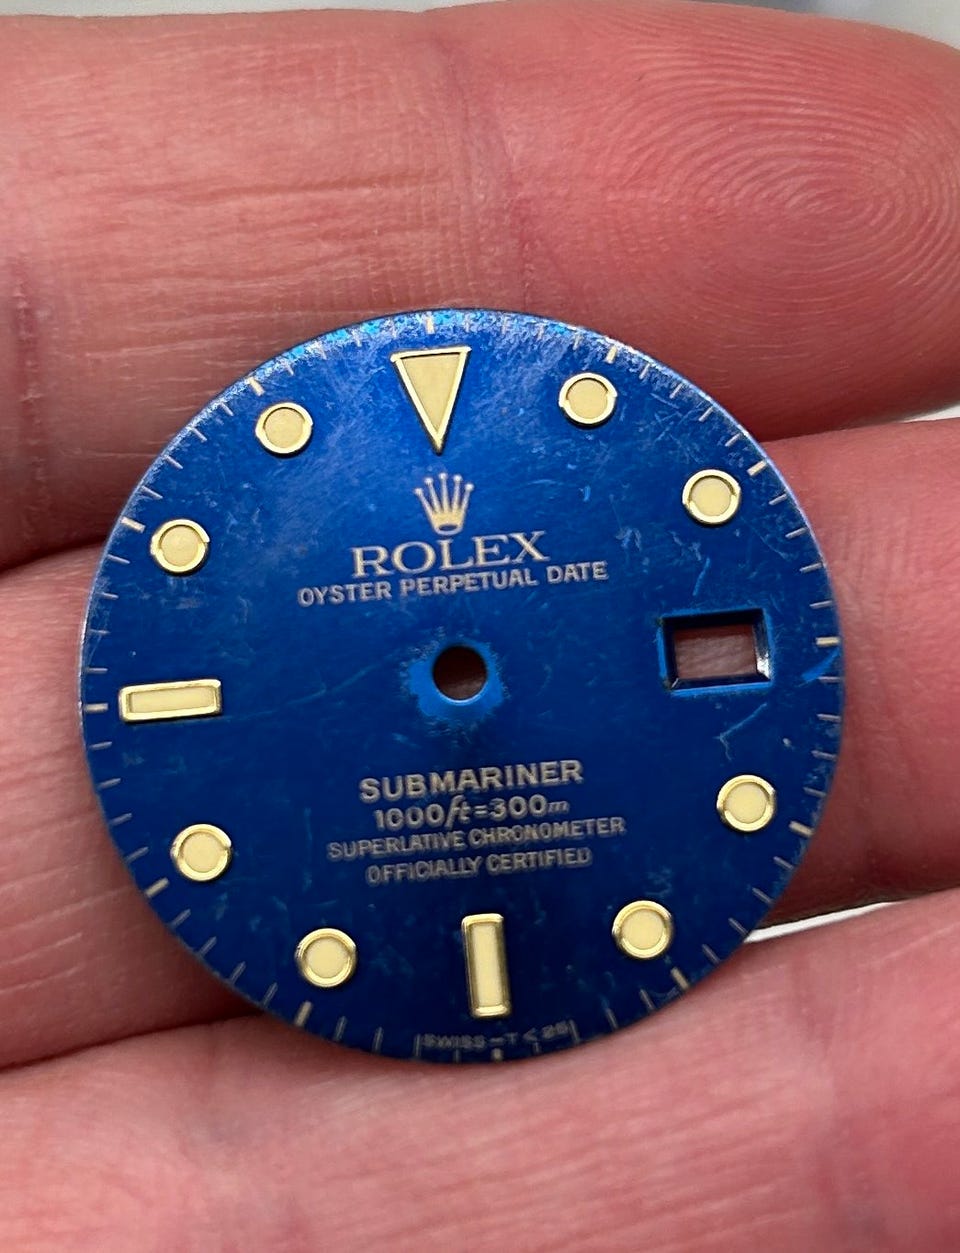 ROLEX
OYSTER PERPETUAL DATE
SUBMARINER
1000ft=300m
SUPERLATIVE CHRONOMETER
OFFICIALLY CERTIFIED
SWISS-T<25